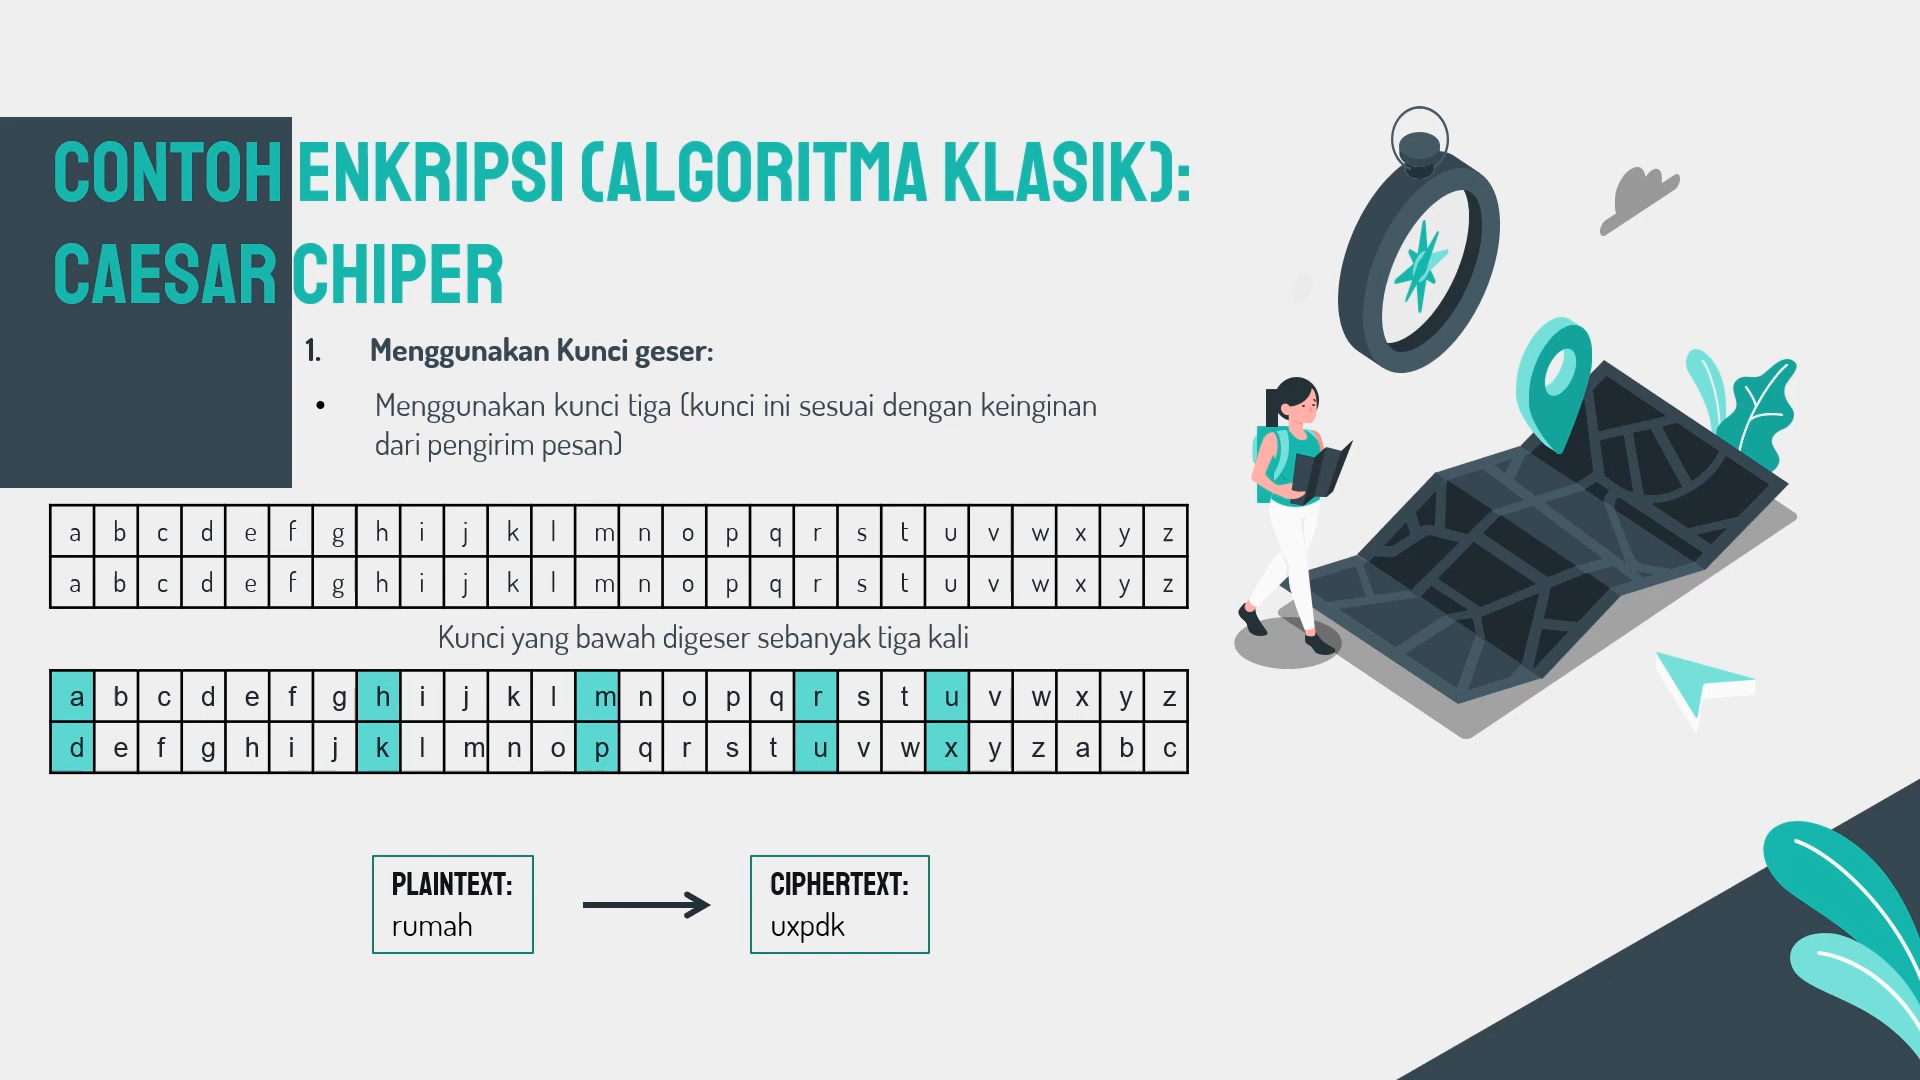 CONTOH ENKRIPSI (ALGORITMA KLASIK):
CAESAR CHIPER
1. Menggunakan Kunci geser:
• Menggunakan kunci tiga (kunci ini sesuai dengan keinginan
dari pengirim pesan)
a b c d e f g h i j k l m n o p q r s t u v w x y z
a b c d e f g h i j k l m n o p q r s t u v w x y z
Kunci yang bawah digeser sebanyak tiga kali
a b c d e f g h i j k l m n o p q r s t u v w x y z
d e f g h i j k l m n o p q r s t u v w x y z a b c
PLAINTEXT:
rumah
CIPHERTEXT:
uxpdk